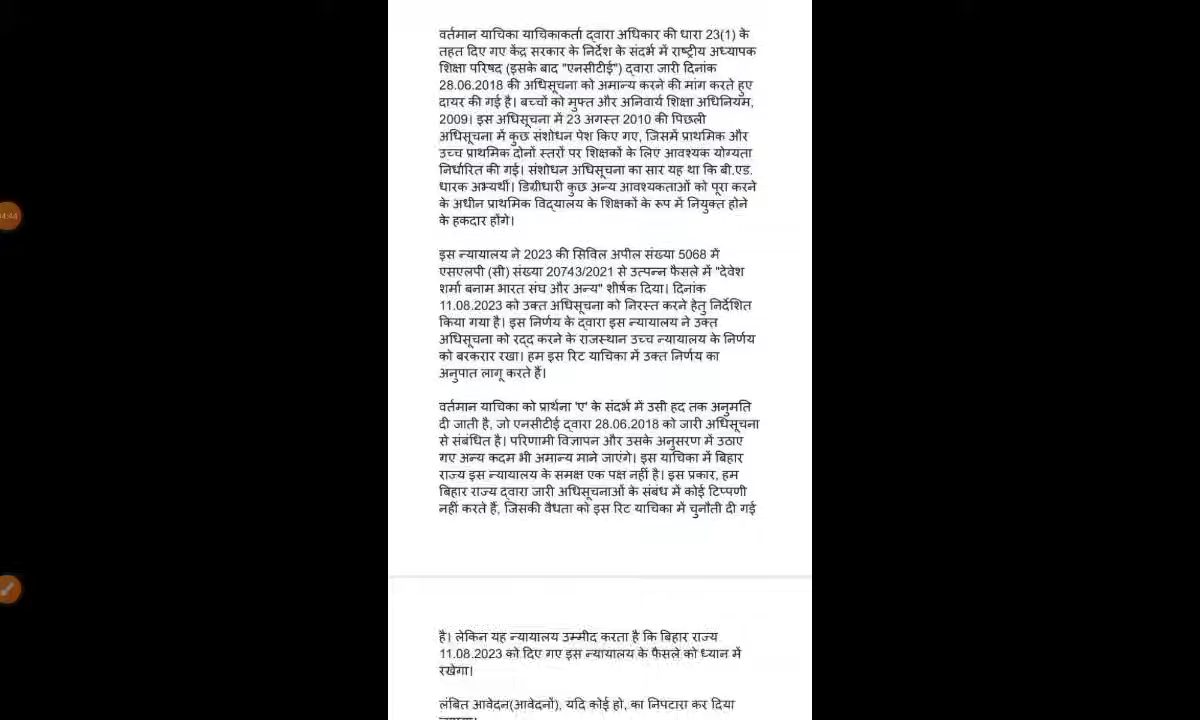 वर्तमान याचिका याचिकाकर्ता द्वारा अधिकार की धारा 23(1) के
तहत दिए गए केंद्र सरकार के निर्देश के संदर्भ में राष्ट्रीय अध्यापक
शिक्षा परिषद (इसके बाद "एनसीटीई") द्वारा जारी दिनांक
28.06.2018 की अधिसूचना को अमान्य करने की मांग करते हुए
दायर की गई है। बच्चों को मुफ्त और अनिवार्य शिक्षा अधिनियम,
2009। इस अधिसूचना में 23 अगस्त 2010 की पिछली
अधिसूचना में कुछ संशोधन पेश किए गए, जिसमें प्राथमिक और
उच्च प्राथमिक दोनों स्तरों पर शिक्षकों के लिए आवश्यक योग्यता
निर्धारित की गई। संशोधन अधिसूचना का सार यह था कि बी.एड.
धारक अभ्यर्थी। डिग्रीधारी कुछ अन्य आवश्यकताओं को पूरा करने
के अधीन प्राथमिक विद्यालय के शिक्षकों के रूप में नियुक्त होने
के हकदार होंगे।
इस न्यायालय ने 2023 की सिविल अपील संख्या 5068 में
एसएलपी (सी) संख्या 20743/2021 से उत्पन्न फैसले में "देवेश
शर्मा बनाम भारत संघ और अन्य" शीर्षक दिया। दिनांक
11.08.2023 को उक्त अधिसूचना को निरस्त करने हेतु निर्देशित
किया गया है। इस निर्णय के द्वारा इस न्यायालय ने उक्त
अधिसूचना को रद्द करने के राजस्थान उच्च न्यायालय के निर्णय
को बरकरार रखा। हम इस रिट याचिका में उक्त निर्णय का
अनुपात लागू करते हैं।
वर्तमान याचिका को प्रार्थना 'ए' के संदर्भ में उसी हद तक अनुमति
दी जाती है, जो एनसीटीई द्वारा 28.06.2018 को जारी अधिसूचना
से संबंधित है। परिणामी विज्ञापन और उसके अनुसरण में उठाए
गए अन्य कदम भी अमान्य माने जाएंगे। इस याचिका में बिहार
राज्य इस न्यायालय के समक्ष एक पक्ष नहीं है। इस प्रकार, हम
बिहार राज्य द्वारा जारी अधिसूचनाओं के संबंध में कोई टिप्पणी
नहीं करते हैं, जिसकी वैधता को इस रिट याचिका में चुनौती दी गई
है। लेकिन यह न्यायालय उम्मीद करता है कि बिहार राज्य
11.08.2023 को दिए गए इस न्यायालय के फैसले को ध्यान में
रखेगा।
लंबित आवेदन(आवेदनों), यदि कोई हो, का निपटारा कर दिया